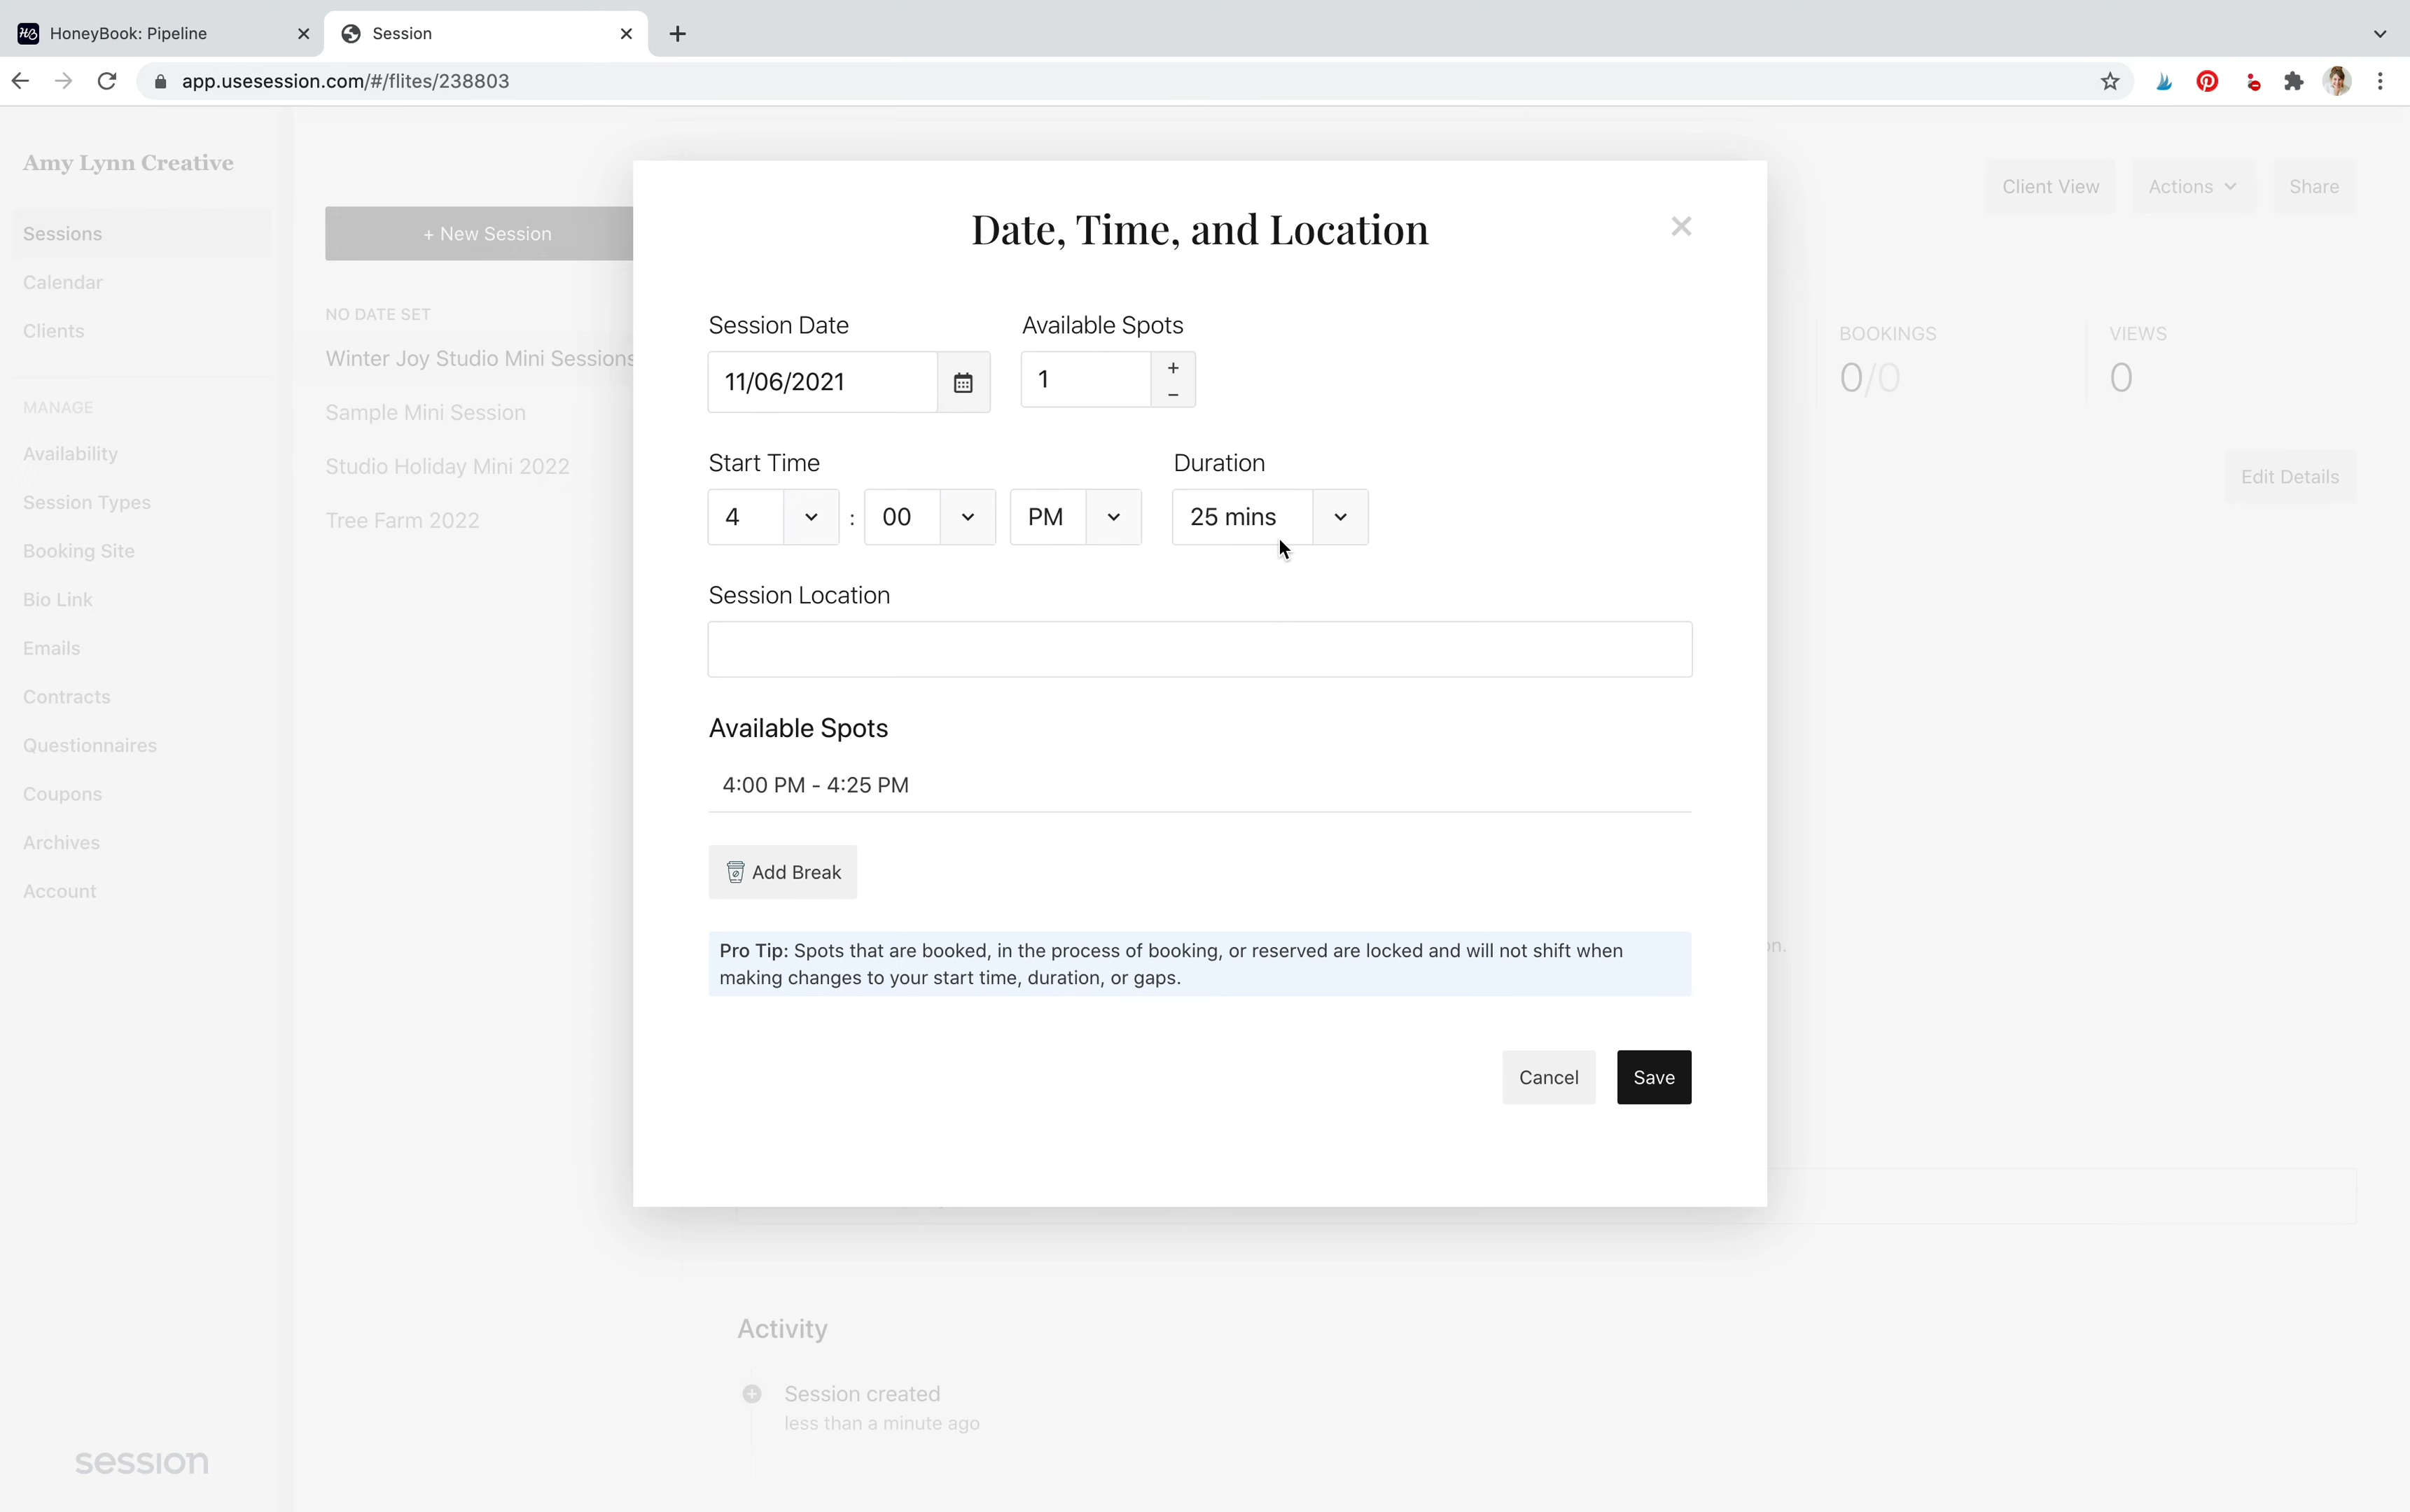 HoneyBook: Pipeline
Session
app.usesession.com/#/flites/238803
Amy Lynn Creative
Sessions
Calendar
Clients
MANAGE
Availability
Session Types
Booking Site
Bio Link
Emails
Contracts
Questionnaires
Coupons
Archives
Account
session
+ New Session
NO DATE SET
Winter Joy Studio Mini Sessions
Sample Mini Session
Studio Holiday Mini 2022
Tree Farm 2022
Client View
Actions
Share
BOOKINGS
0/0
VIEWS
0
Edit Details
Date, Time, and Location
Session Date
Available Spots
11/06/2021
1
Start Time
Duration
4 : 00 PM
25 mins
Session Location
Available Spots
4:00 PM - 4:25 PM
Add Break
Pro Tip: Spots that are booked, in the process of booking, or reserved are locked and will not shift when
making changes to your start time, duration, or gaps.
Cancel
Save
Activity
Session created
less than a minute ago